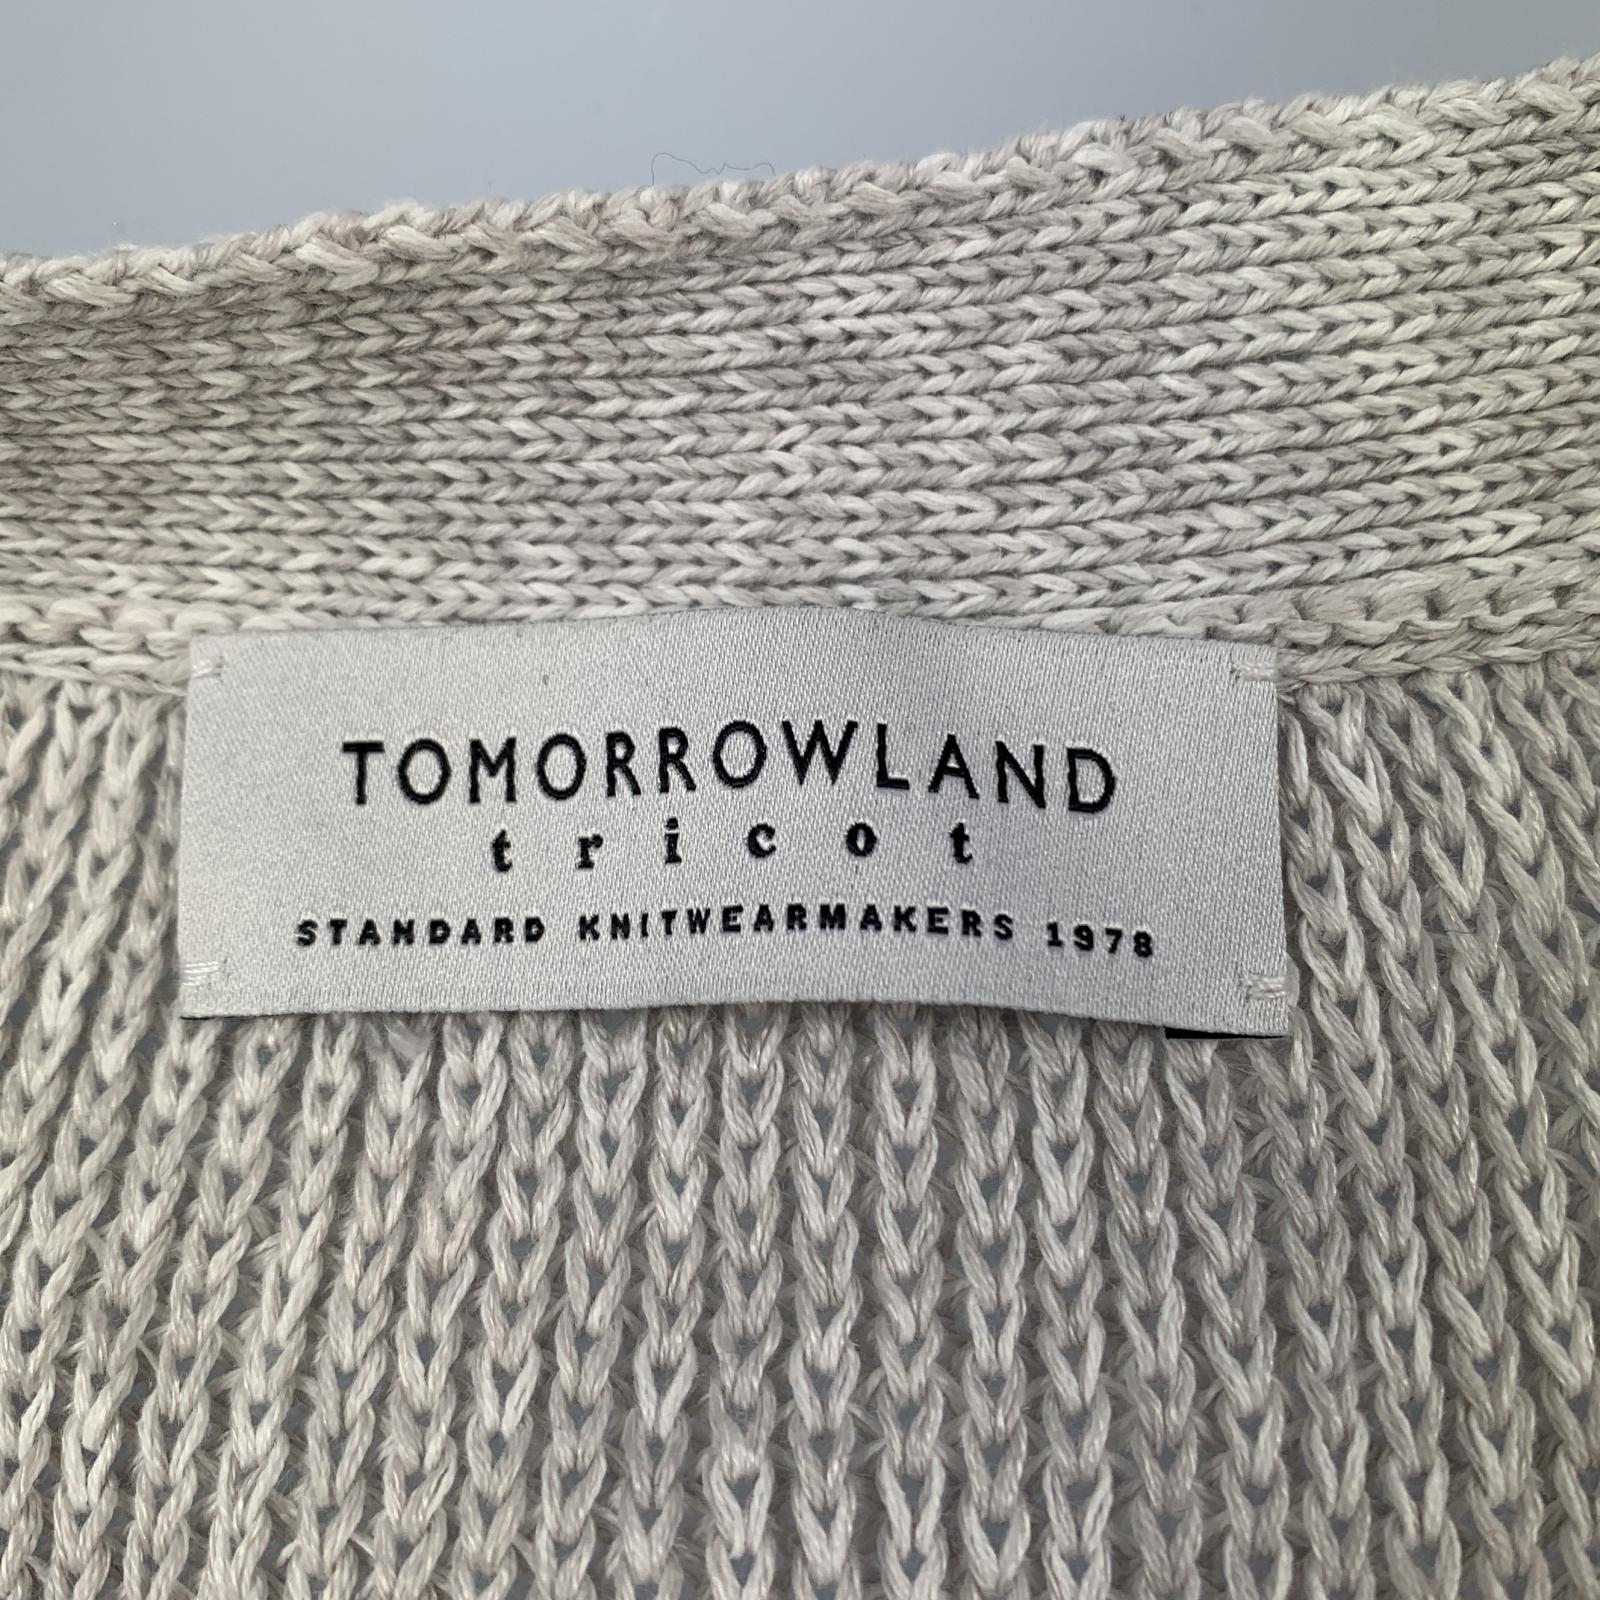 TOMORROWLAND
tricot
STANDARD KNITWEARMAKERS 1978